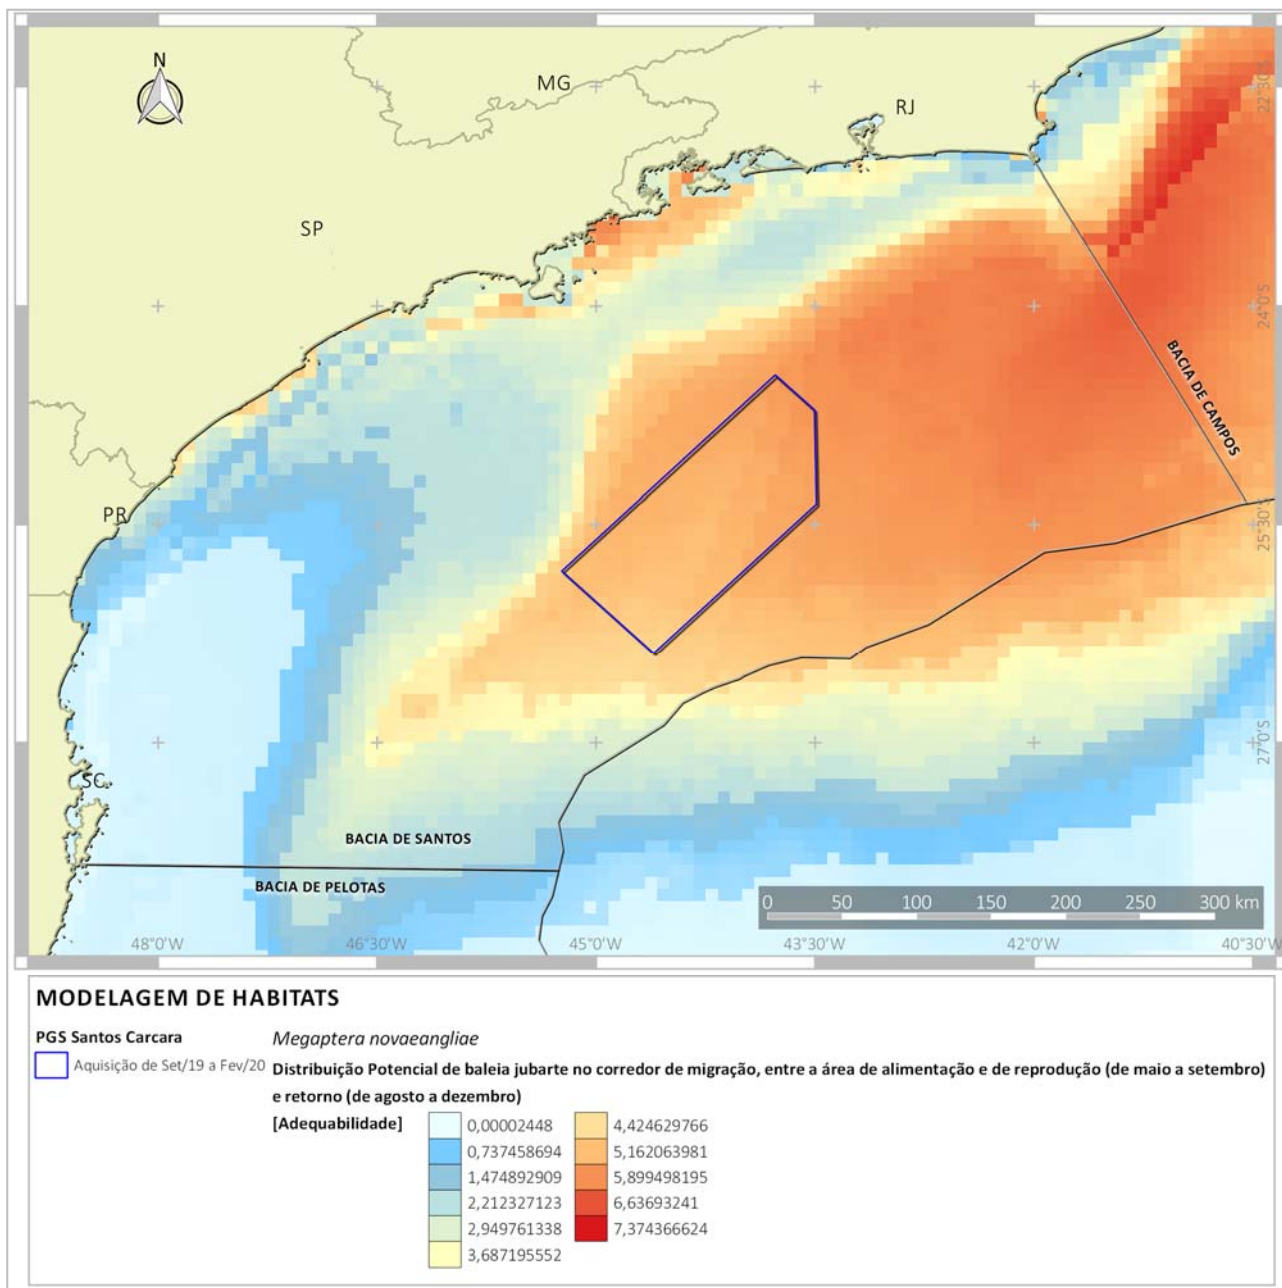 N
MG
RJ
22°30'S
SP
24°0'S
BACIA DE CAMPOS
PR
25°30'S
27°0'S
SC
BACIA DE SANTOS
BACIA DE PELOTAS
0 50 100 150 200 250 300 km
48°0'W 46°30'W 45°0'W 43°30'W 42°0'W 40°30'W
MODELAGEM DE HABITATS
PGS Santos Carcara
Aquisição de Set/19 a Fev/20
Megaptera novaeangliae
Distribuição Potencial de baleia jubarte no corredor de migração, entre a área de alimentação e de reprodução (de maio a setembro)
e retorno (de agosto a dezembro)
[Adequabilidade]
0,00002448
0,737458694
1,474892909
2,212327123
2,949761338
3,687195552
4,424629766
5,162063981
5,899498195
6,63693241
7,374366624